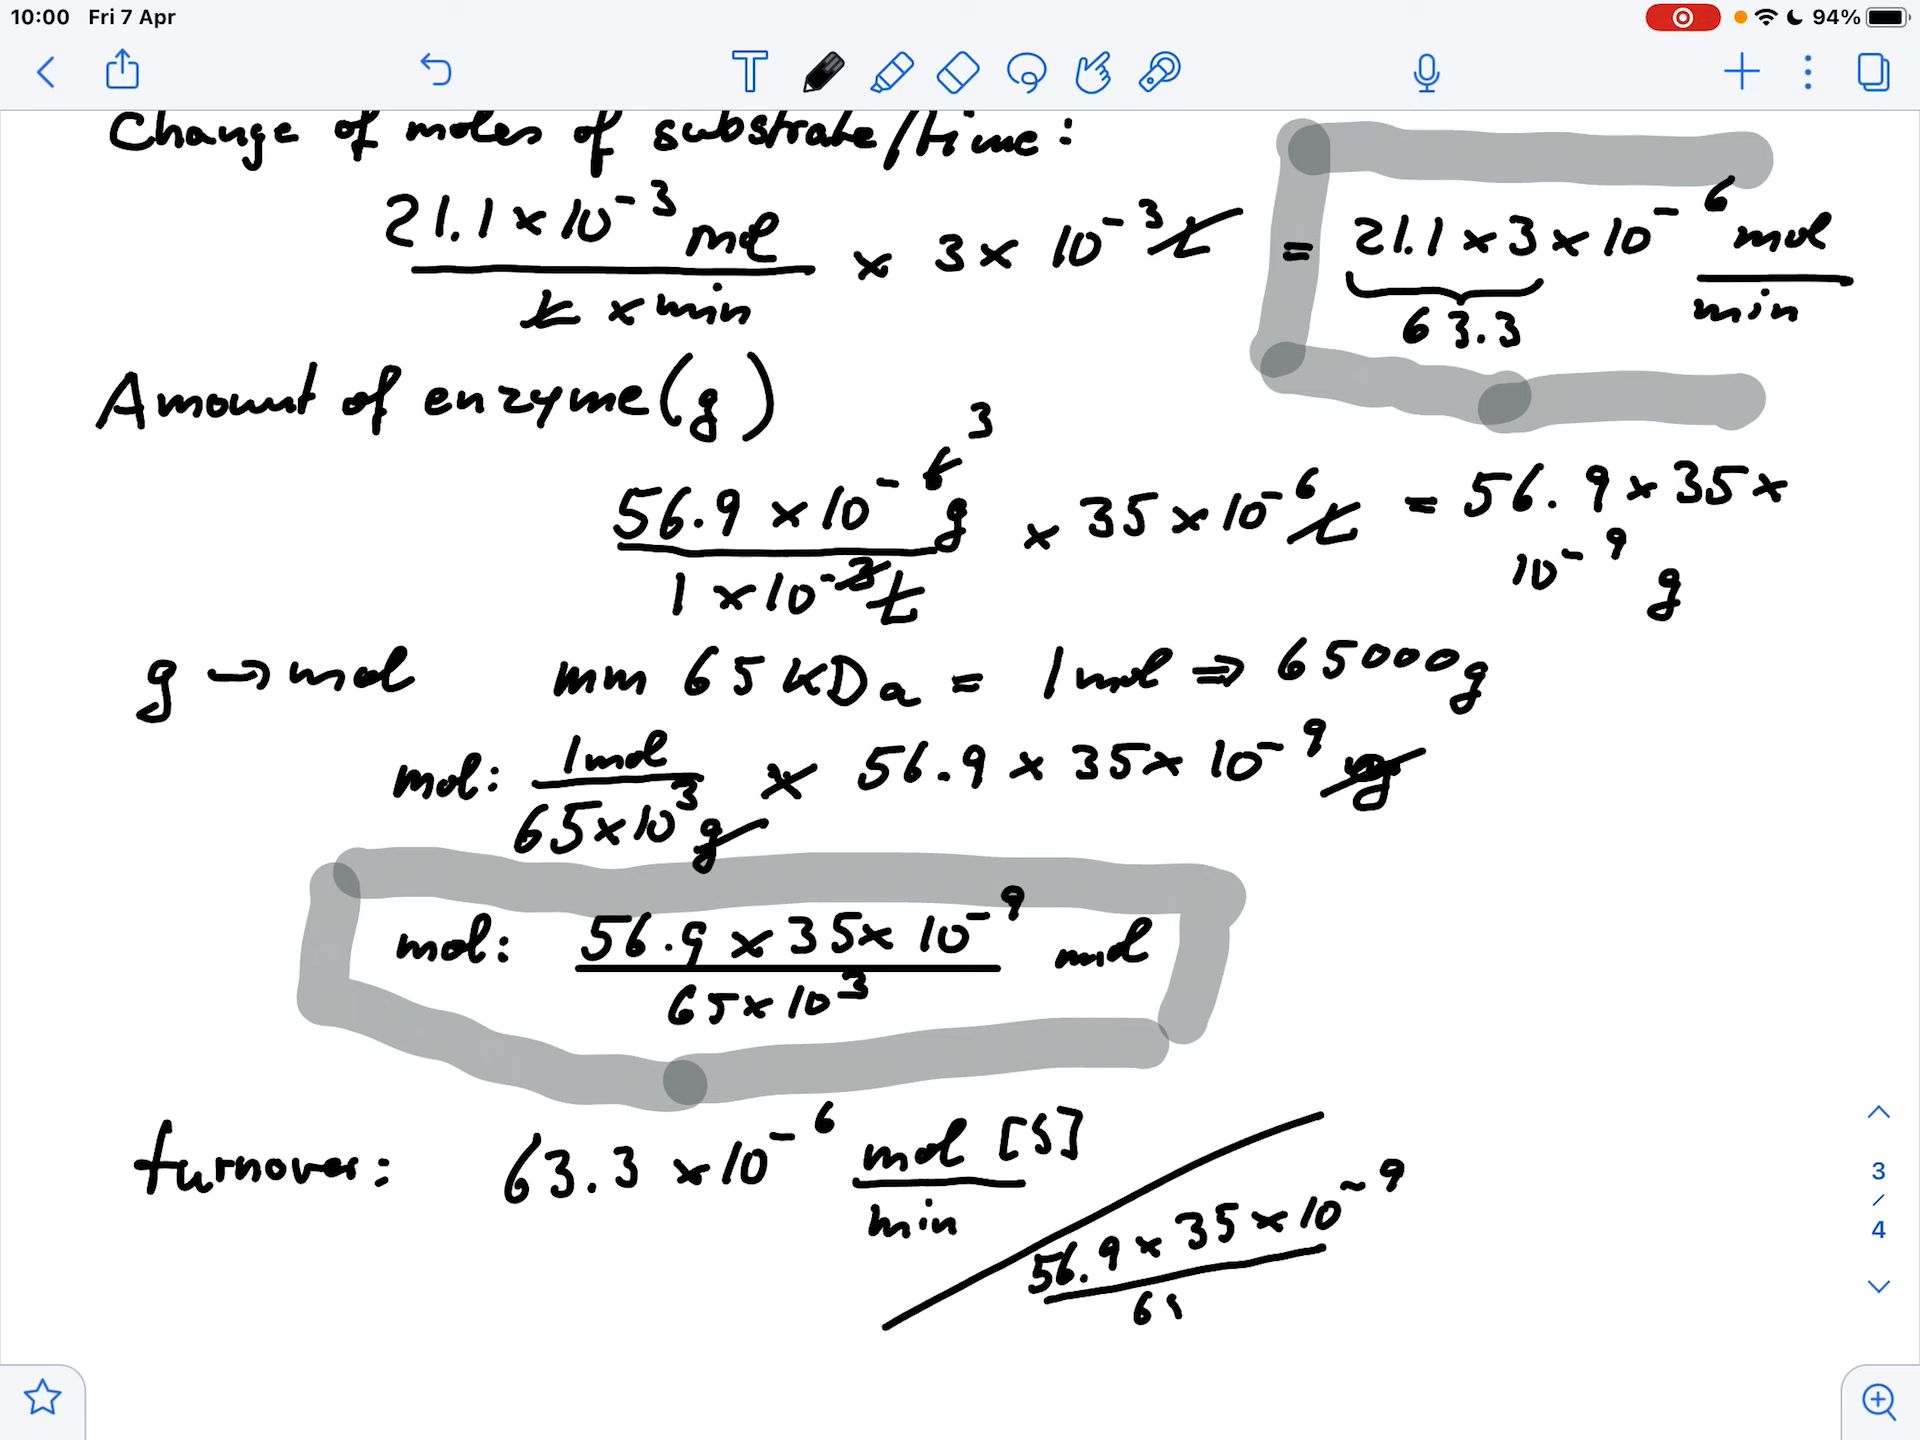 10:00 Fri 7 Apr 94%
T
Change of moles of substrate/time:
21.1 x 10⁻³ mol / L x min x 3 x 10⁻³ L = 21.1 x 3 x 10⁻⁶ mol / min
63.3
Amount of enzyme (g)
56.9 x 10⁻⁶ ³ g / 1 x 10⁻³ L x 35 x 10⁻⁶ L = 56.9 x 35 x
10⁻⁹ g
g → mol mm 65 KDa = 1 mol ⇒ 65000g
mol: 1 mol / 65 x 10³ g x 56.9 x 35 x 10⁻⁹ g
mol: 56.9 x 35 x 10⁻⁹ / 65 x 10³ mol
turnover: 63.3 x 10⁻⁶ mol [S] / min / 56.9 x 35 x 10⁻⁹ / 65
3 / 4